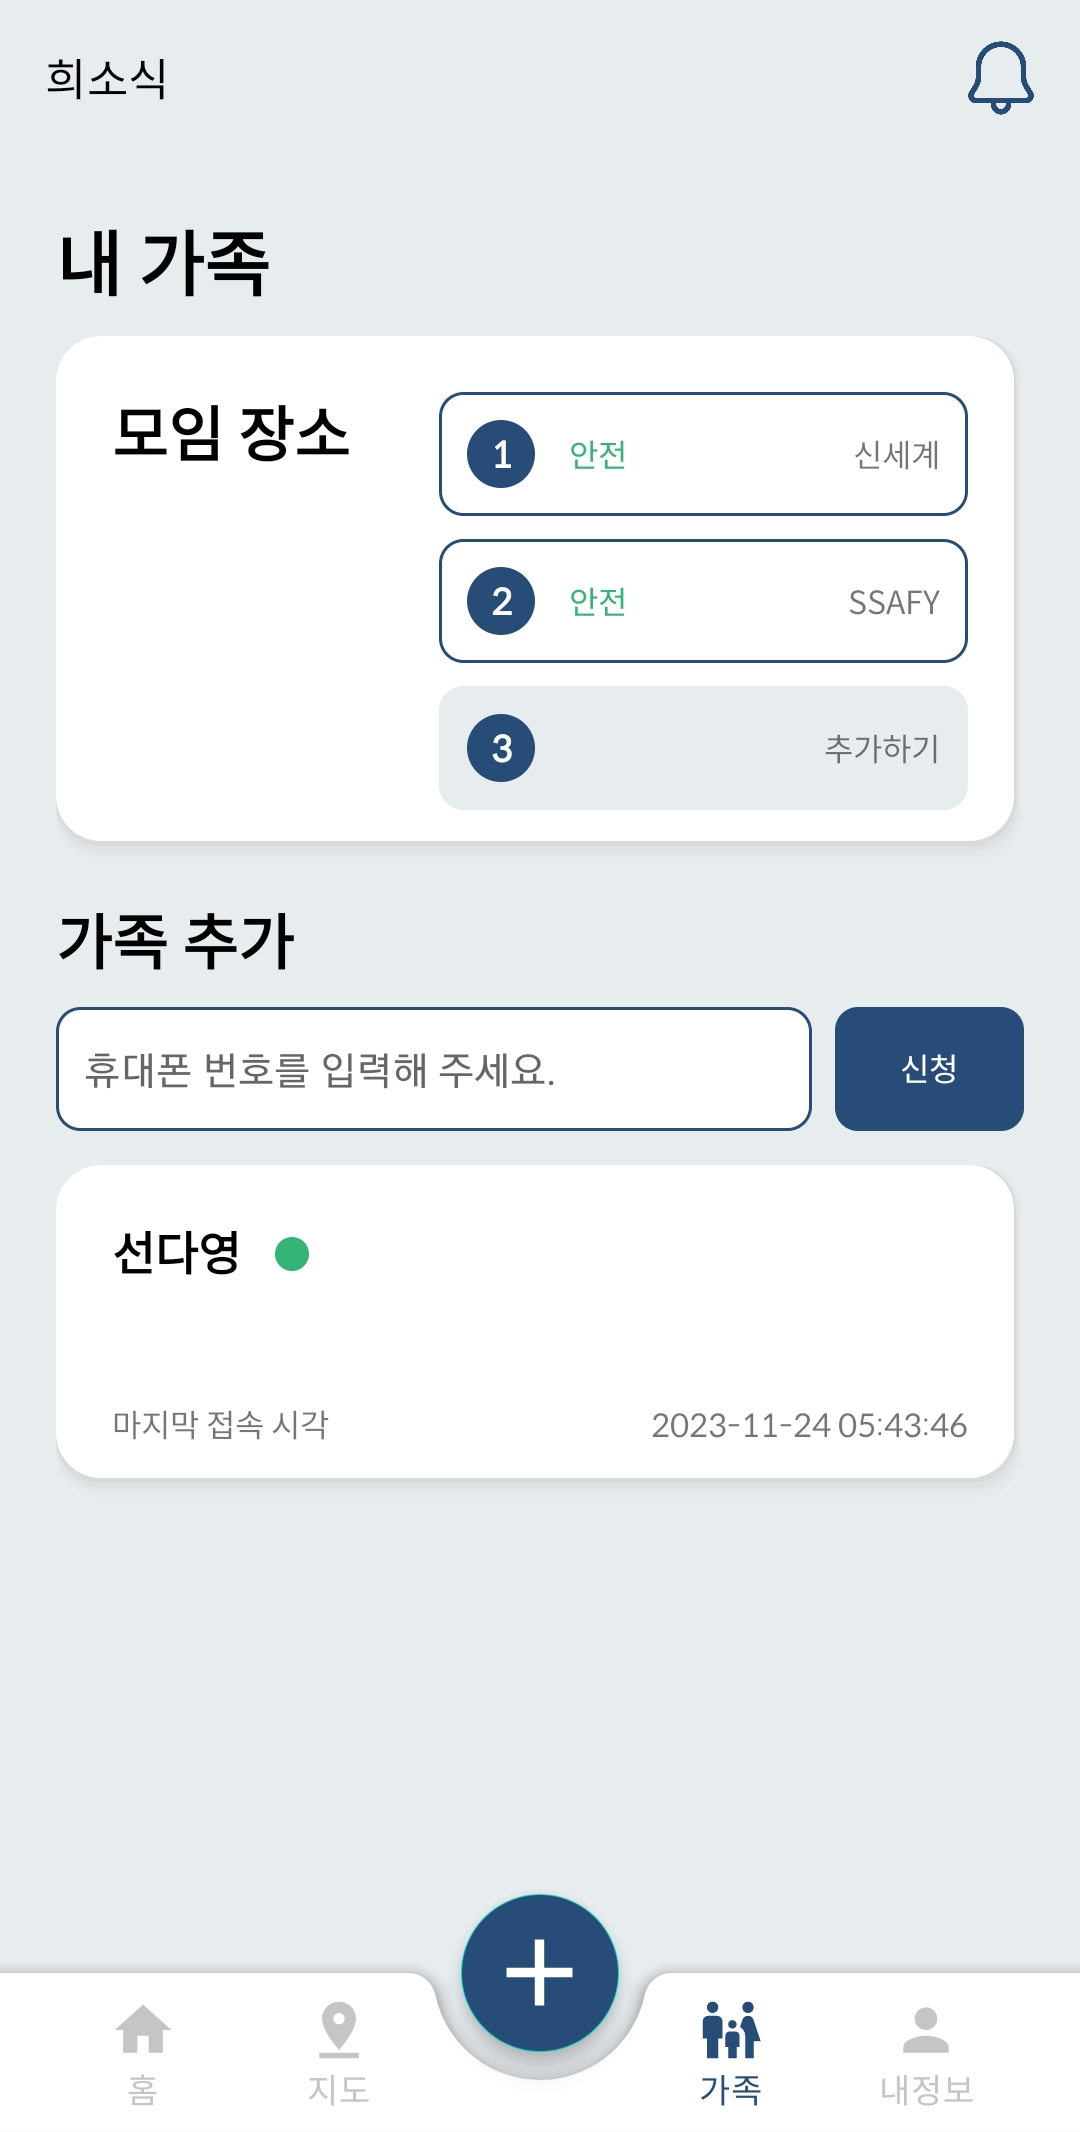 희소식
내 가족
모임 장소
1 안전 신세계
2 안전 SSAFY
3 추가하기
가족 추가
휴대폰 번호를 입력해 주세요.
신청
선다영
마지막 접속 시각 2023-11-24 05:43:46
홈 지도 가족 내정보